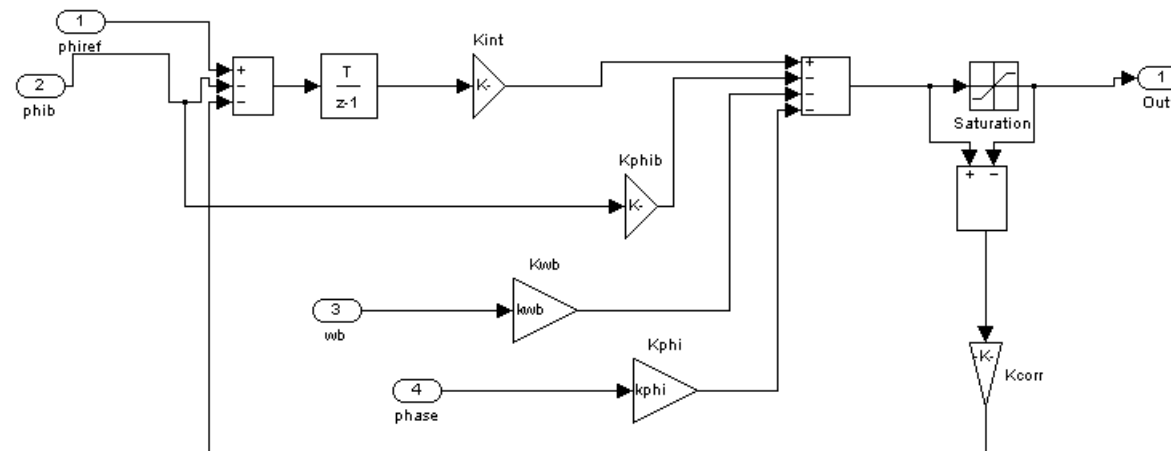 1
phiref
2
phib
+
−
−
T
z-1
Kint
K-
Kphib
K-
Kwb
kwb
3
wb
Kphi
kphi
4
phase
+
−
−
−
Saturation
1
Out
+ −
-K-
Kcorr